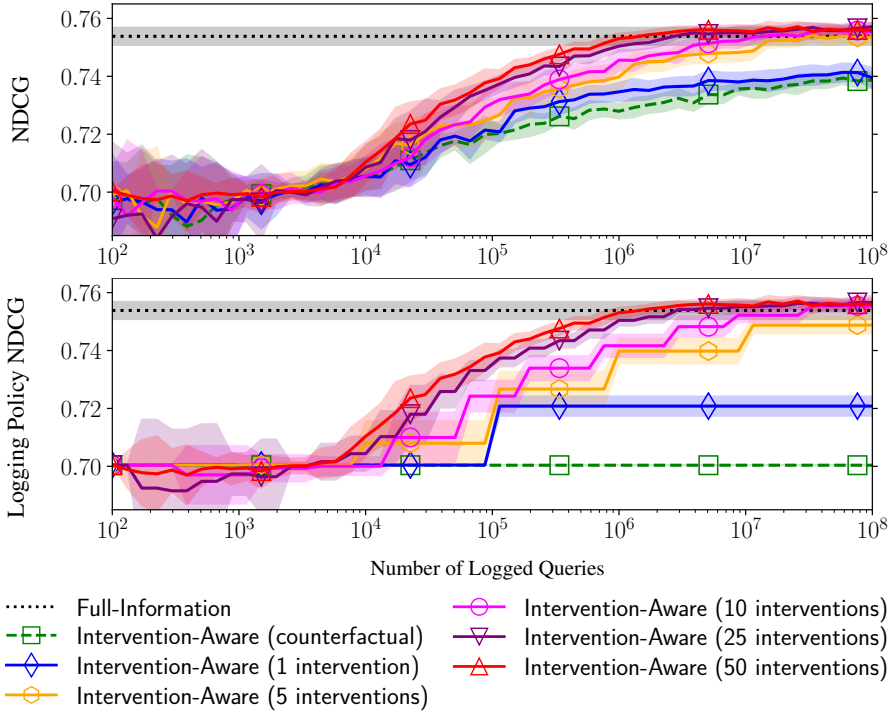 0.76
0.74
0.72
0.70
NDCG
10^2 10^3 10^4 10^5 10^6 10^7 10^8
0.76
0.74
0.72
0.70
Logging Policy NDCG
10^2 10^3 10^4 10^5 10^6 10^7 10^8
Number of Logged Queries
Full-Information
Intervention-Aware (counterfactual)
Intervention-Aware (1 intervention)
Intervention-Aware (5 interventions)
Intervention-Aware (10 interventions)
Intervention-Aware (25 interventions)
Intervention-Aware (50 interventions)